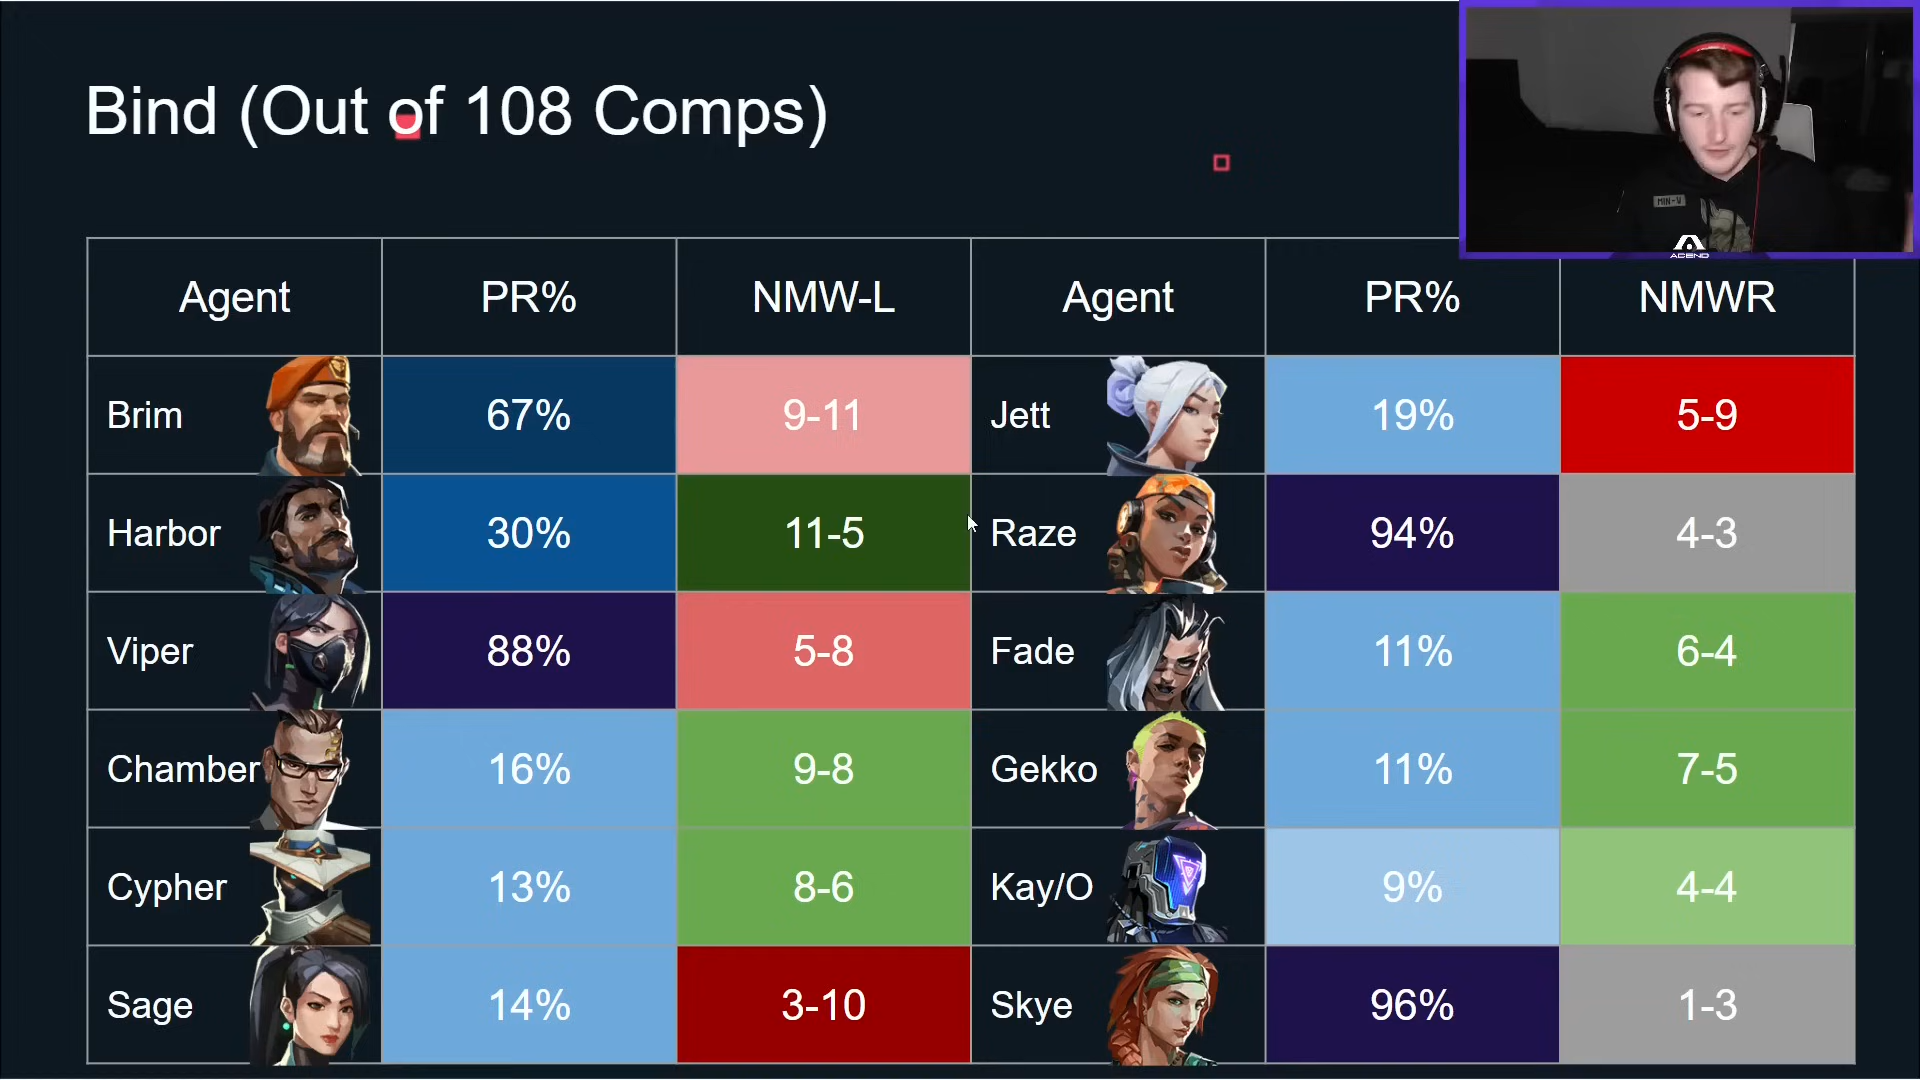 Bind (Out of 108 Comps)
MIN-V
ACEND
Agent PR% NMW-L Agent PR% NMWR
Brim 67% 9-11 Jett 19% 5-9
Harbor 30% 11-5 Raze 94% 4-3
Viper 88% 5-8 Fade 11% 6-4
Chamber 16% 9-8 Gekko 11% 7-5
Cypher 13% 8-6 Kay/O 9% 4-4
Sage 14% 3-10 Skye 96% 1-3